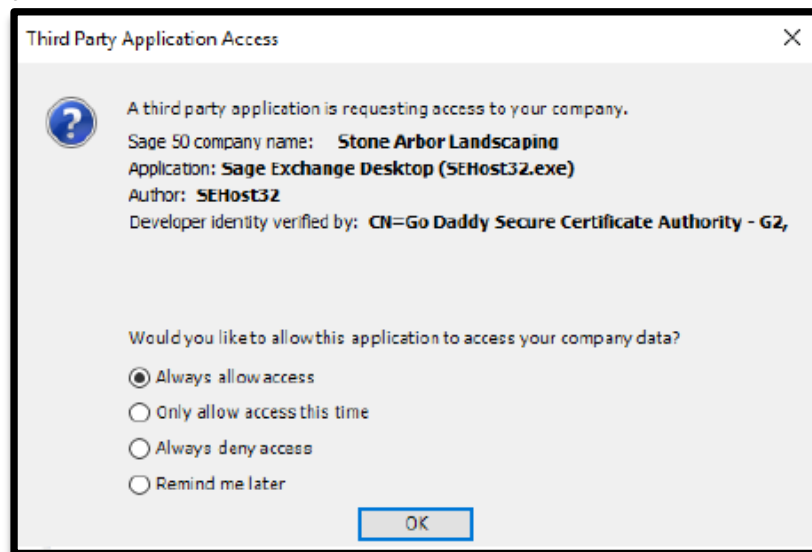 Third Party Application Access
A third party application is requesting access to your company.
Sage 50 company name: Stone Arbor Landscaping
Application: Sage Exchange Desktop (SEHost32.exe)
Author: SEHost32
Developer identity verified by: CN=Go Daddy Secure Certificate Authority - G2,
Would you like to allow this application to access your company data?
Always allow access
Only allow access this time
Always deny access
Remind me later
OK